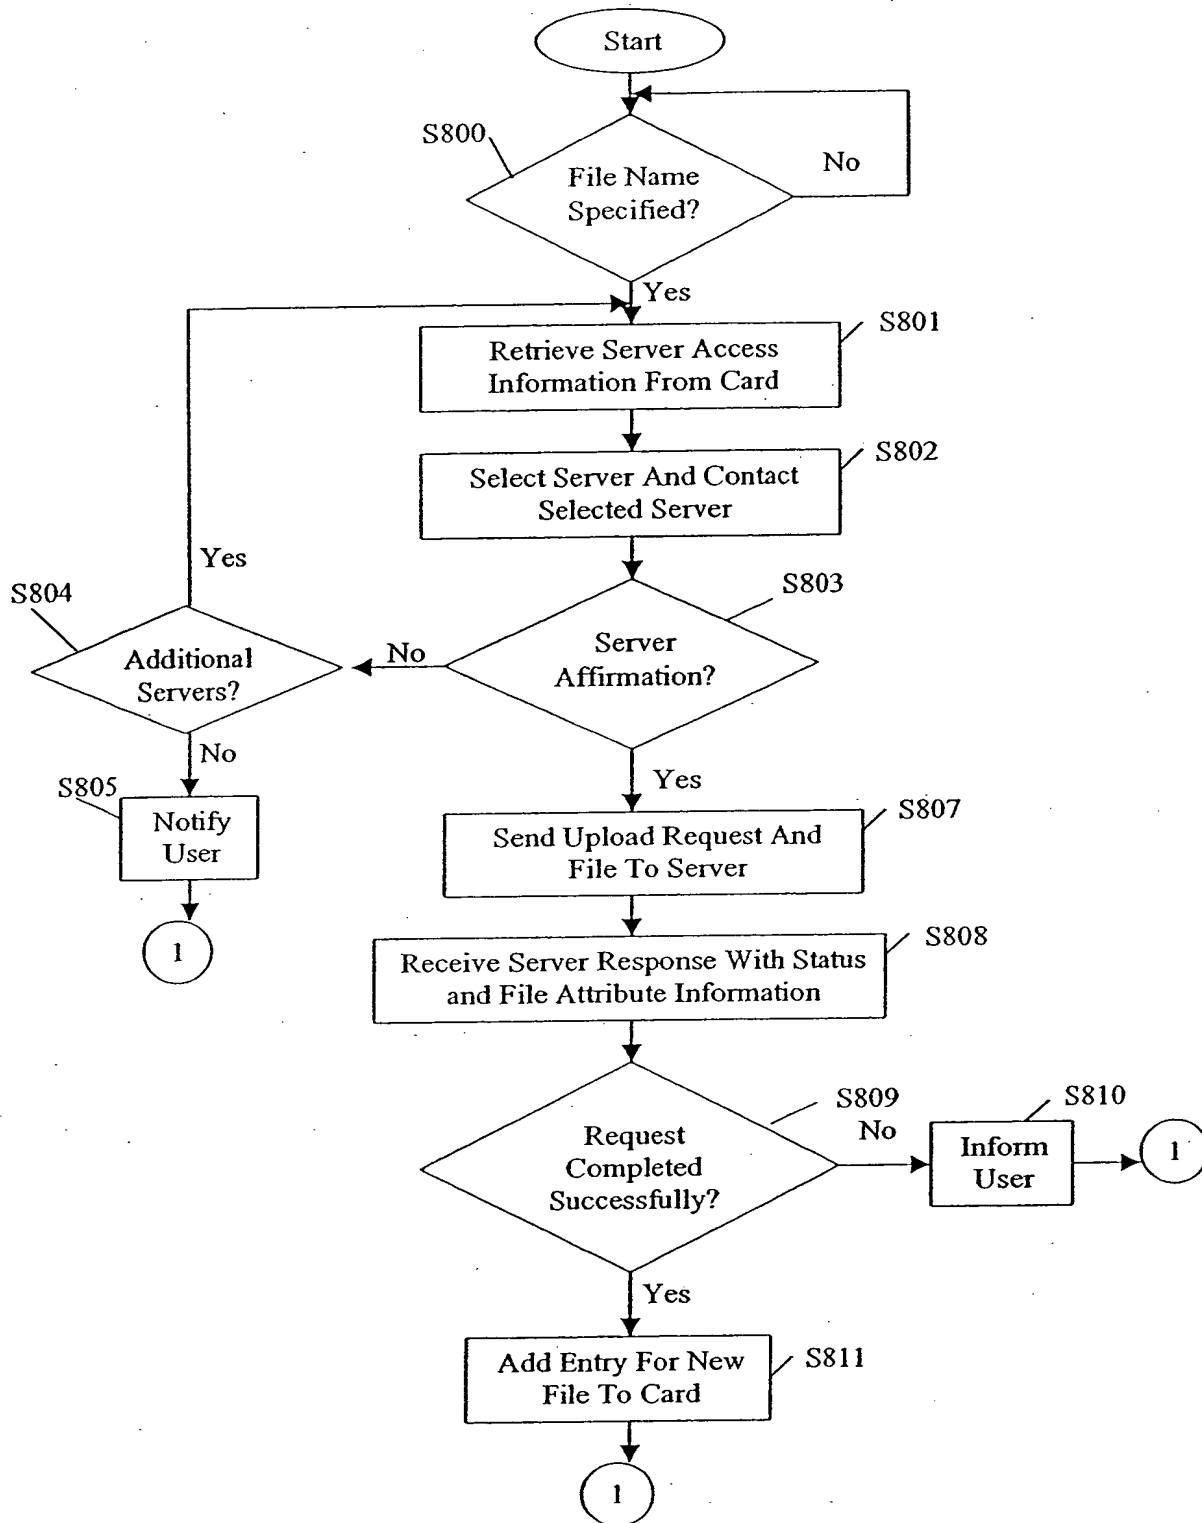 Start
S800
File Name
Specified?
No
Yes
S801
Retrieve Server Access
Information From Card
S802
Select Server And Contact
Selected Server
Yes
S804
S803
Additional
Servers?
No
Server
Affirmation?
No
Yes
S805
Notify
User
S807
Send Upload Request And
File To Server
1
S808
Receive Server Response With Status
and File Attribute Information
S809
S810
Request
Completed
Successfully?
No
Inform
User
1
Yes
S811
Add Entry For New
File To Card
1